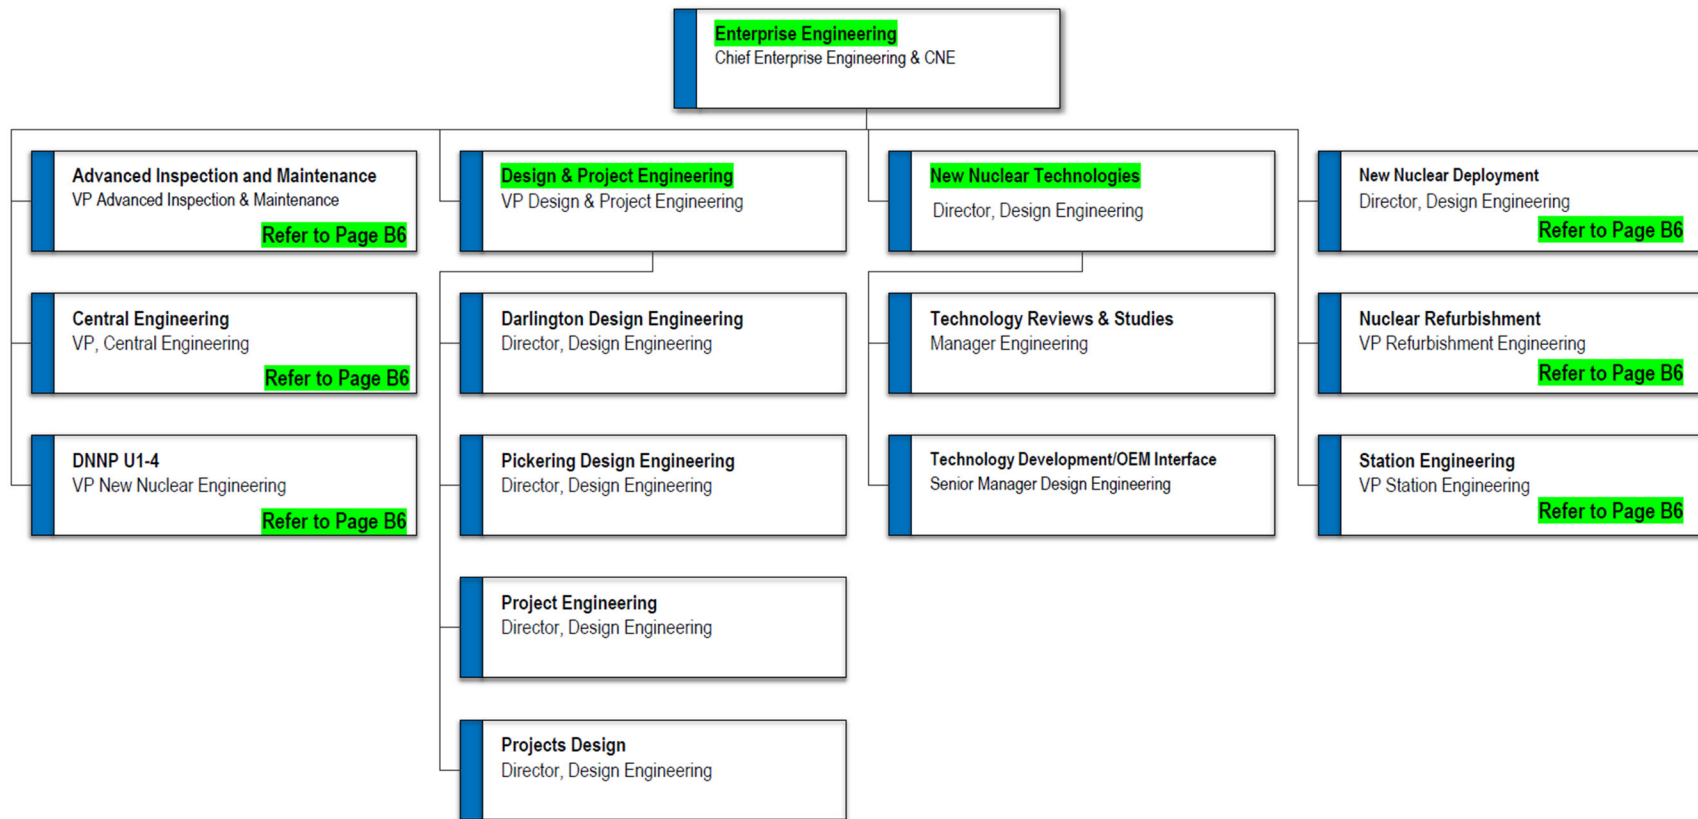 Enterprise Engineering
Chief Enterprise Engineering & CNE
Advanced Inspection and Maintenance
VP Advanced Inspection & Maintenance
Refer to Page B6
Central Engineering
VP, Central Engineering
Refer to Page B6
DNNP U1-4
VP New Nuclear Engineering
Refer to Page B6
Design & Project Engineering
VP Design & Project Engineering
Darlington Design Engineering
Director, Design Engineering
Pickering Design Engineering
Director, Design Engineering
Project Engineering
Director, Design Engineering
Projects Design
Director, Design Engineering
New Nuclear Technologies
Director, Design Engineering
Technology Reviews & Studies
Manager Engineering
Technology Development/OEM Interface
Senior Manager Design Engineering
New Nuclear Deployment
Director, Design Engineering
Refer to Page B6
Nuclear Refurbishment
VP Refurbishment Engineering
Refer to Page B6
Station Engineering
VP Station Engineering
Refer to Page B6